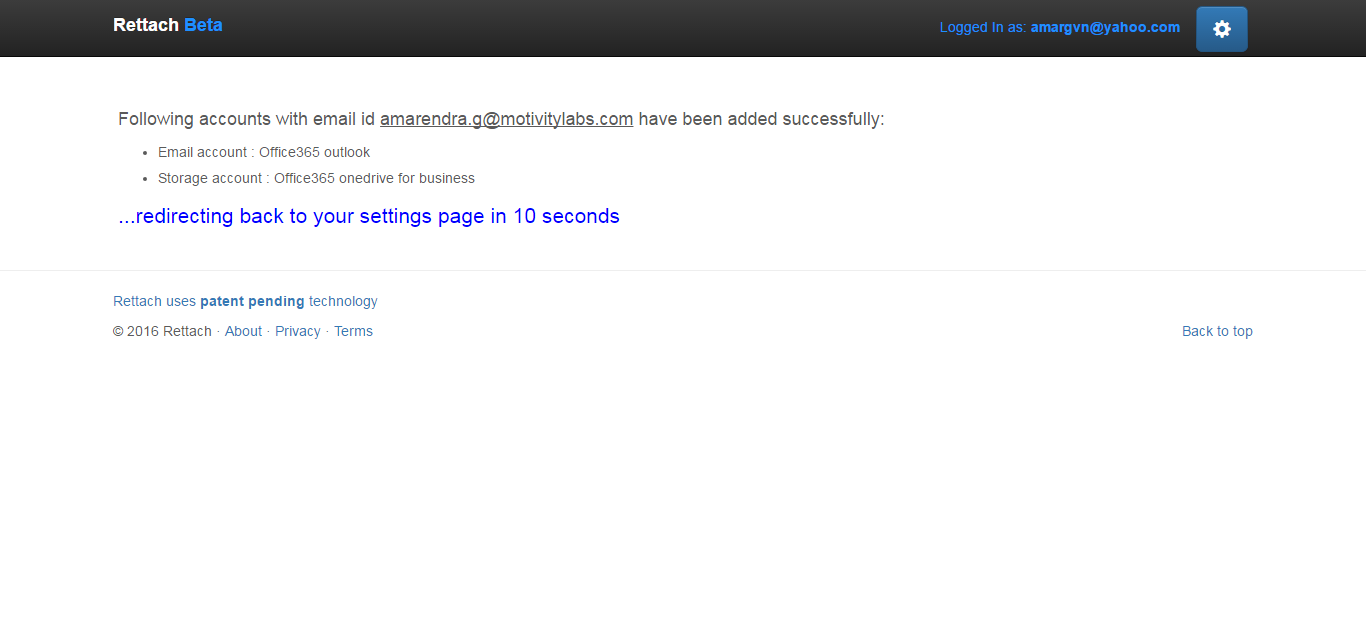 Rettach Beta
Logged In as: amargvn@yahoo.com
Following accounts with email id amarendra.g@motivitylabs.com have been added successfully:
• Email account : Office365 outlook
• Storage account : Office365 onedrive for business
...redirecting back to your settings page in 10 seconds
Rettach uses patent pending technology
© 2016 Rettach · About · Privacy · Terms
Back to top